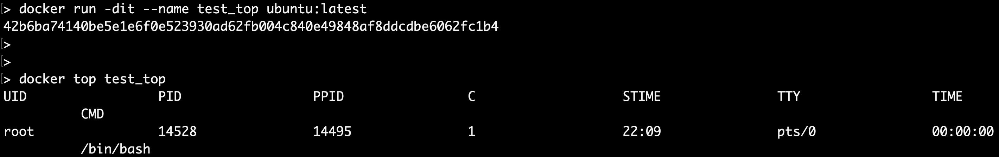 > docker run -dit --name test_top ubuntu:latest
42b6ba74140be5e1e6f0e523930ad62fb004c840e49848af8ddcdbe6062fc1b4
>
>
> docker top test_top
UID                 PID                 PPID                C                   STIME               TTY                 TIME
          CMD
root                14528               14495               1                   22:09               pts/0               00:00:00
          /bin/bash